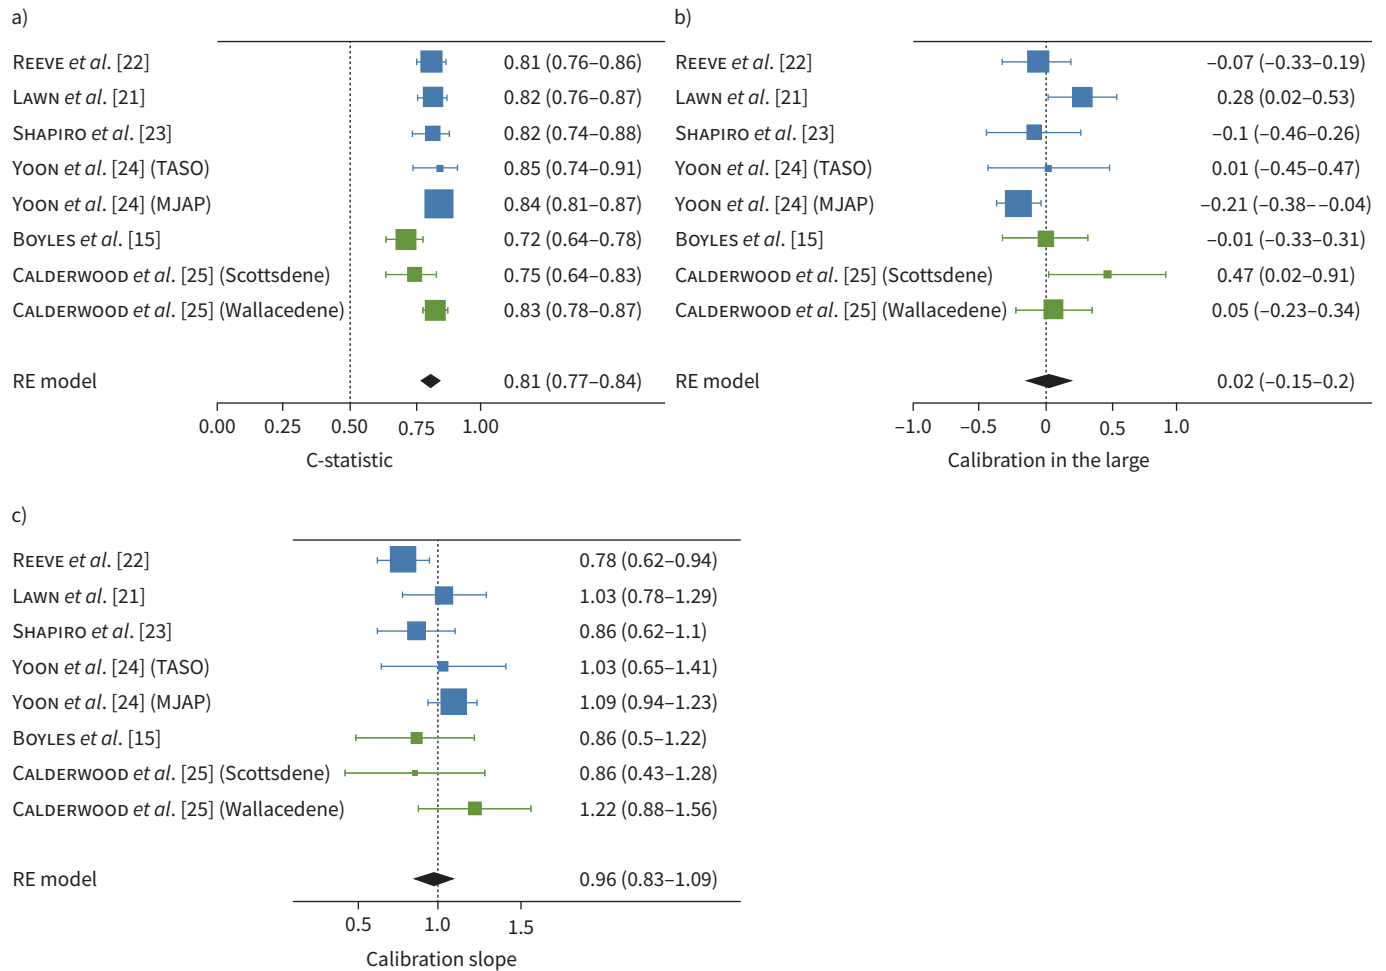 a)
Reeve et al. [22] 0.81 (0.76–0.86)
Lawn et al. [21] 0.82 (0.76–0.87)
Shapiro et al. [23] 0.82 (0.74–0.88)
Yoon et al. [24] (TASO) 0.85 (0.74–0.91)
Yoon et al. [24] (MJAP) 0.84 (0.81–0.87)
Boyles et al. [15] 0.72 (0.64–0.78)
Calderwood et al. [25] (Scottsdene) 0.75 (0.64–0.83)
Calderwood et al. [25] (Wallacedene) 0.83 (0.78–0.87)
RE model 0.81 (0.77–0.84)
0.00 0.25 0.50 0.75 1.00
C-statistic
b)
Reeve et al. [22] –0.07 (–0.33–0.19)
Lawn et al. [21] 0.28 (0.02–0.53)
Shapiro et al. [23] –0.1 (–0.46–0.26)
Yoon et al. [24] (TASO) 0.01 (–0.45–0.47)
Yoon et al. [24] (MJAP) –0.21 (–0.38– –0.04)
Boyles et al. [15] –0.01 (–0.33–0.31)
Calderwood et al. [25] (Scottsdene) 0.47 (0.02–0.91)
Calderwood et al. [25] (Wallacedene) 0.05 (–0.23–0.34)
RE model 0.02 (–0.15–0.2)
–1.0 –0.5 0 0.5 1.0
Calibration in the large
c)
Reeve et al. [22] 0.78 (0.62–0.94)
Lawn et al. [21] 1.03 (0.78–1.29)
Shapiro et al. [23] 0.86 (0.62–1.1)
Yoon et al. [24] (TASO) 1.03 (0.65–1.41)
Yoon et al. [24] (MJAP) 1.09 (0.94–1.23)
Boyles et al. [15] 0.86 (0.5–1.22)
Calderwood et al. [25] (Scottsdene) 0.86 (0.43–1.28)
Calderwood et al. [25] (Wallacedene) 1.22 (0.88–1.56)
RE model 0.96 (0.83–1.09)
0.5 1.0 1.5
Calibration slope